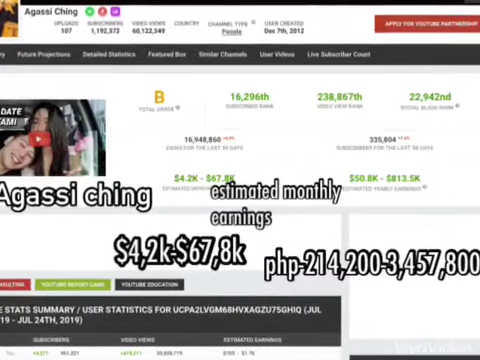 Agassi Ching
UPLOADS SUBSCRIBERS VIDEO VIEWS COUNTRY CHANNEL TYPE USER CREATED
107 1,192,372 60,122,349 People Dec 7th, 2012
APPLY FOR YOUTUBE PARTNERSHIP
Future Projections Detailed Statistics Featured Box Similar Channels User Videos Live Subscriber Count
DATE
B 16,296th 238,867th 22,942nd
TOTAL GRADE SUBSCRIBER RANK VIDEO VIEW RANK SOCIAL BLADE RANK
16,948,860 335,804
VIEWS FOR THE LAST 30 DAYS SUBSCRIBERS FOR THE LAST 30 DAYS
$4.2K - $67.8K $50.8K - $813.5K
ESTIMATED YEARLY EARNINGS
Agassi ching
estimated monthly
earnings
$4,2k-$67,8k
php-214,200-3,457,800
YOUTUBE REPORT CARD YOUTUBE EDUCATION
STATS SUMMARY / USER STATISTICS FOR UCPA2LVGM68HVXAGZU75GHIQ (JUL
19 - JUL 24TH, 2019)
SUBSCRIBERS VIDEO VIEWS ESTIMATED EARNINGS
VivaVideo